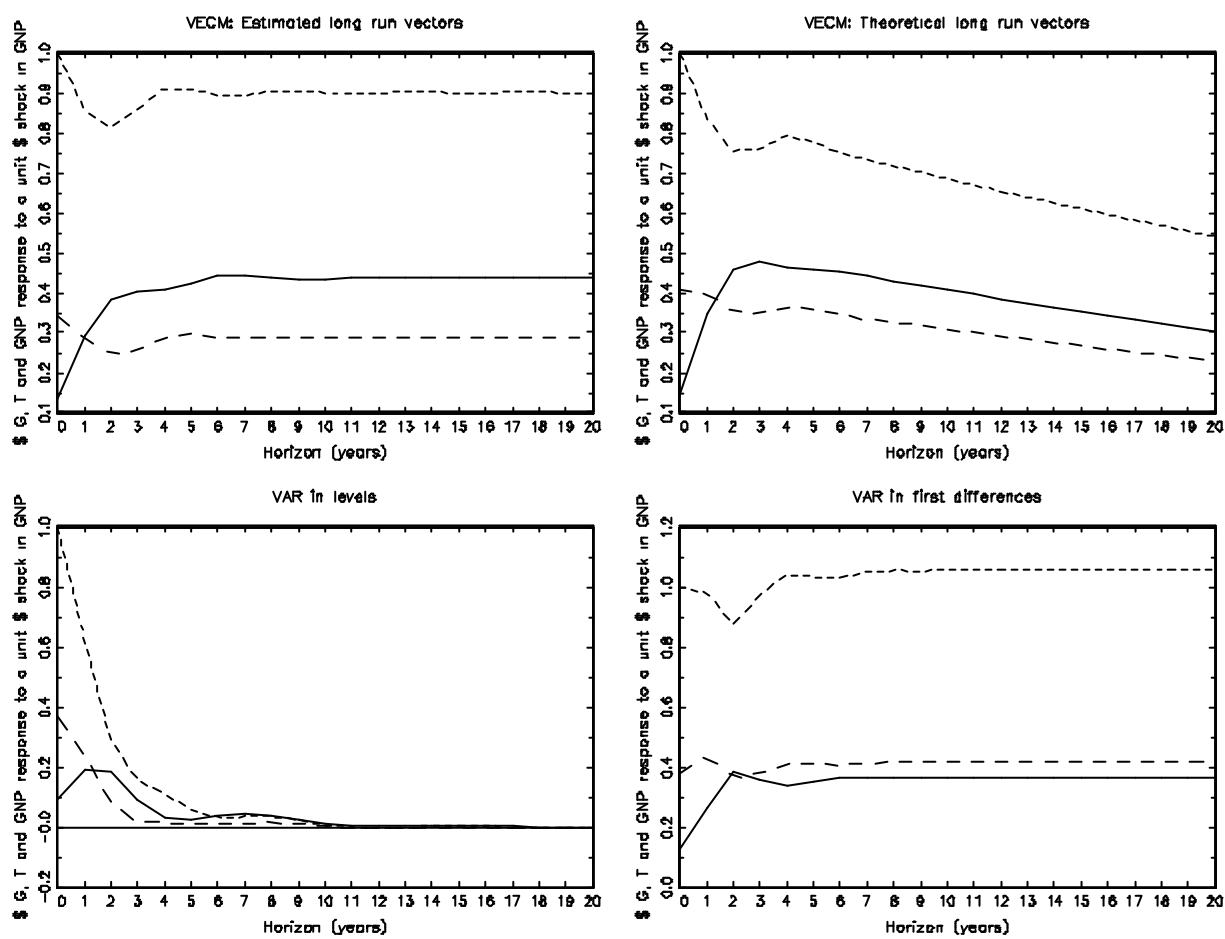 VECM: Estimated long run vectors
$ G, T and GNP response to a unit $ shock in GNP
1.0
0.9
0.8
0.7
0.6
0.5
0.4
0.3
0.2
0.1
0 1 2 3 4 5 6 7 8 9 10 11 12 13 14 15 16 17 18 19 20
Horizon (years)
VECM: Theoretical long run vectors
$ G, T and GNP response to a unit $ shock in GNP
1.0
0.9
0.8
0.7
0.6
0.5
0.4
0.3
0.2
0.1
0 1 2 3 4 5 6 7 8 9 10 11 12 13 14 15 16 17 18 19 20
Horizon (years)
VAR in levels
$ G, T and GNP response to a unit $ shock in GNP
1.0
0.8
0.6
0.4
0.2
-0.0
-0.2
0 1 2 3 4 5 6 7 8 9 10 11 12 13 14 15 16 17 18 19 20
Horizon (years)
VAR in first differences
$ G, T and GNP response to a unit $ shock in GNP
1.2
1.0
0.8
0.6
0.4
0.2
0.0
0 1 2 3 4 5 6 7 8 9 10 11 12 13 14 15 16 17 18 19 20
Horizon (years)